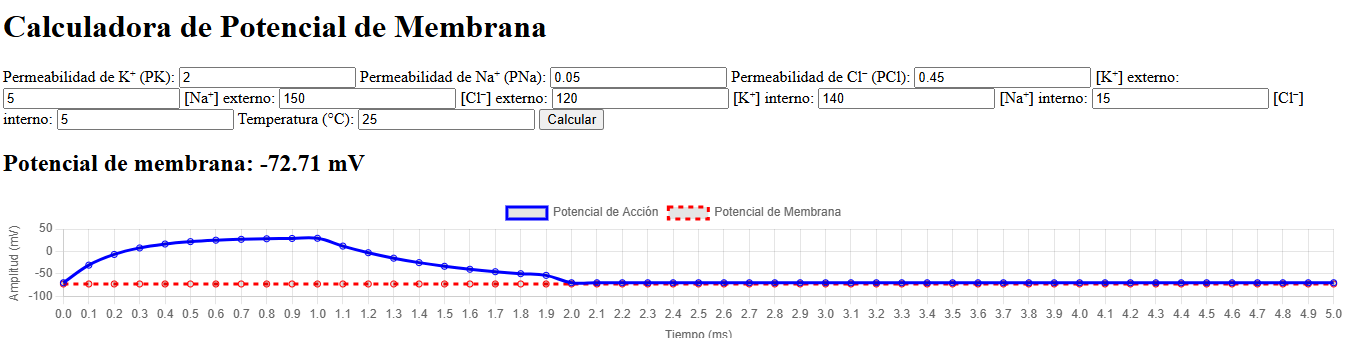 Calculadora de Potencial de Membrana
Permeabilidad de K⁺ (PK): 2 Permeabilidad de Na⁺ (PNa): 0.05 Permeabilidad de Cl⁻ (PCl): 0.45 [K⁺] externo:
5 [Na⁺] externo: 150 [Cl⁻] externo: 120 [K⁺] interno: 140 [Na⁺] interno: 15 [Cl⁻]
interno: 5 Temperatura (°C): 25 Calcular
Potencial de membrana: -72.71 mV
Potencial de Acción Potencial de Membrana
Amplitud (mV)
50
0
-50
-100
0.0 0.1 0.2 0.3 0.4 0.5 0.6 0.7 0.8 0.9 1.0 1.1 1.2 1.3 1.4 1.5 1.6 1.7 1.8 1.9 2.0 2.1 2.2 2.3 2.4 2.5 2.6 2.7 2.8 2.9 3.0 3.1 3.2 3.3 3.4 3.5 3.6 3.7 3.8 3.9 4.0 4.1 4.2 4.3 4.4 4.5 4.6 4.7 4.8 4.9 5.0
Tiempo (ms)